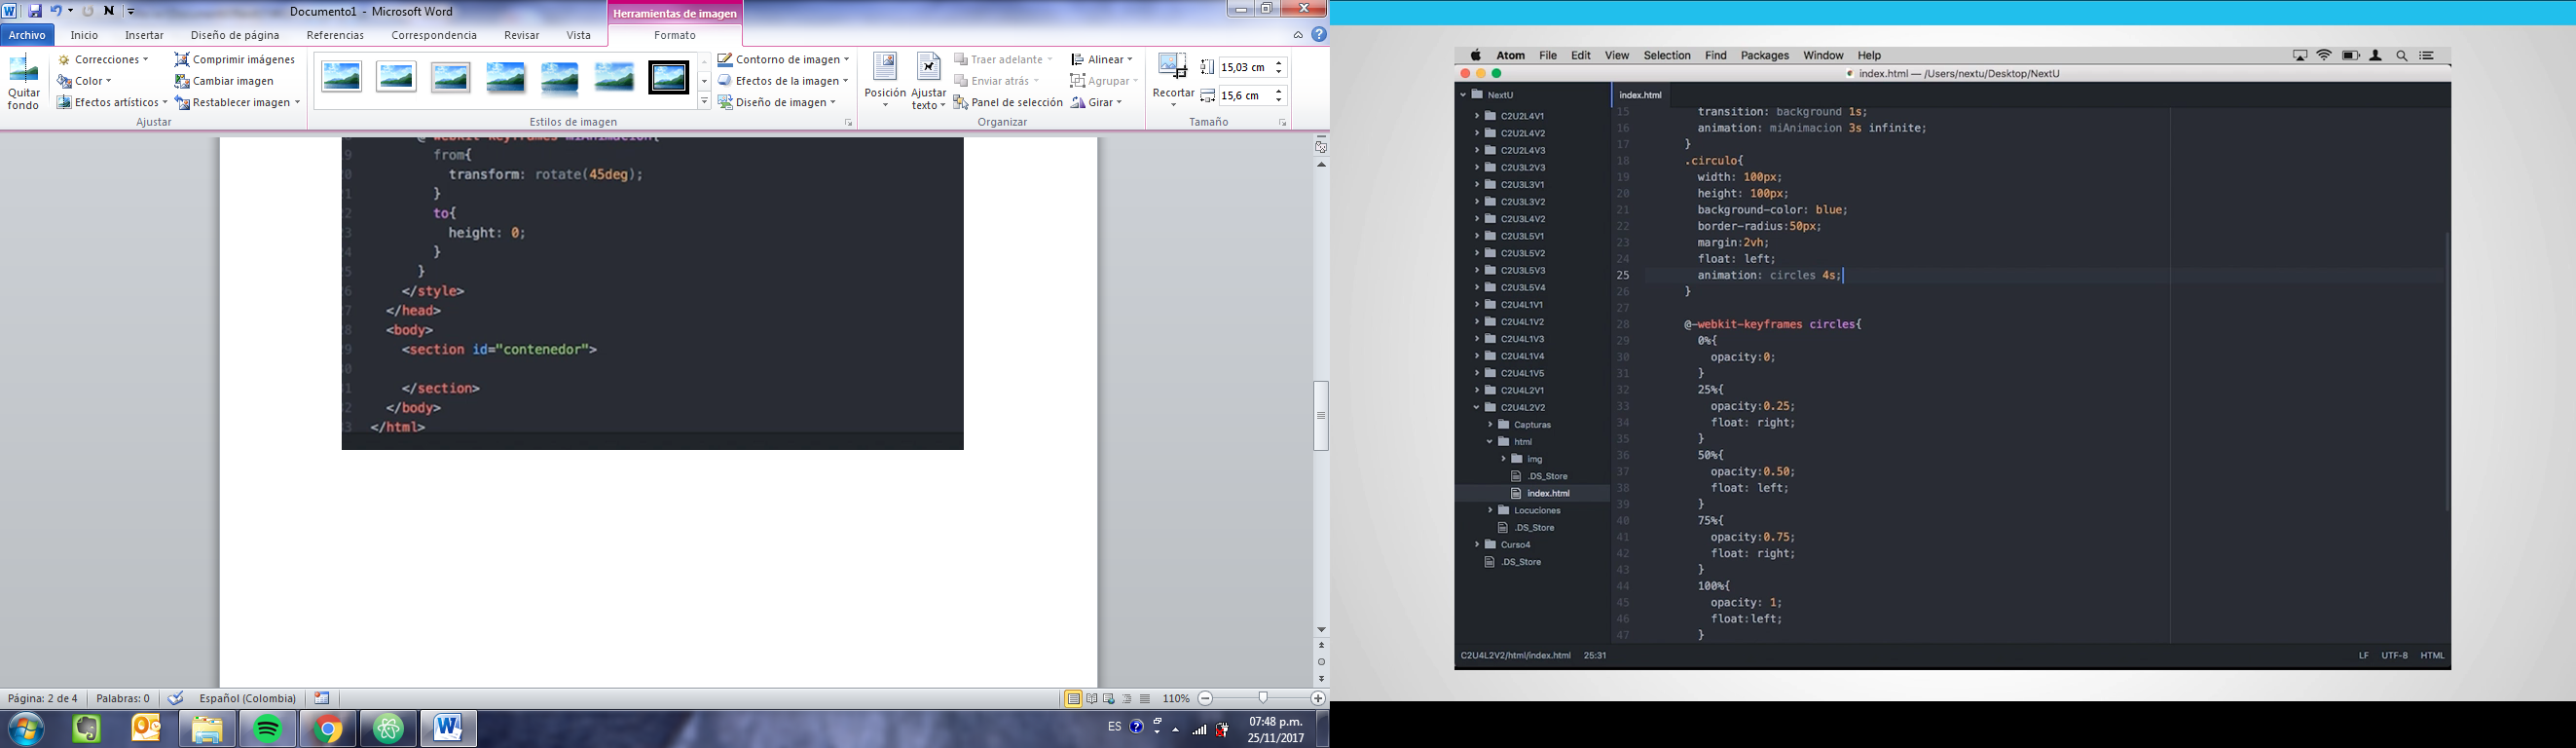 Documento1 - Microsoft Word
Herramientas de imagen
Archivo
Inicio
Insertar
Diseño de página
Referencias
Correspondencia
Revisar
Vista
Formato
Quitar fondo
Correcciones
Color
Efectos artísticos
Comprimir imágenes
Cambiar imagen
Restablecer imagen
Ajustar
Estilos de imagen
Contorno de imagen
Efectos de la imagen
Diseño de imagen
Posición
Ajustar texto
Traer adelante
Enviar atrás
Panel de selección
Alinear
Agrupar
Girar
Organizar
Recortar
15,03 cm
15,6 cm
Tamaño
@-webkit-keyframes miAnimacion{
from{
transform: rotate(45deg);
}
to{
height: 0;
}
}
</style>
</head>
<body>
<section id="contenedor">
</section>
</body>
</html>
Página: 2 de 4
Palabras: 0
Español (Colombia)
110%
ES
07:48 p.m.
25/11/2017
Atom File Edit View Selection Find Packages Window Help
index.html — /Users/nextu/Desktop/NextU
NextU
C2U2L4V1
C2U2L4V2
C2U2L4V3
C2U3L2V3
C2U3L3V1
C2U3L3V2
C2U3L4V2
C2U3L5V1
C2U3L5V2
C2U3L5V3
C2U3L5V4
C2U4L1V1
C2U4L1V2
C2U4L1V3
C2U4L1V4
C2U4L1V5
C2U4L2V1
C2U4L2V2
Capturas
html
img
.DS_Store
index.html
Locuciones
.DS_Store
Curso4
.DS_Store
index.html
15 transition: background 1s;
16 animation: miAnimacion 3s infinite;
17 }
18 .circulo{
19 width: 100px;
20 height: 100px;
21 background-color: blue;
22 border-radius:50px;
23 margin:2vh;
24 float: left;
25 animation: circles 4s;
26 }
27
28 @-webkit-keyframes circles{
29 0%{
30 opacity:0;
31 }
32 25%{
33 opacity:0.25;
34 float: right;
35 }
36 50%{
37 opacity:0.50;
38 float: left;
39 }
40 75%{
41 opacity:0.75;
42 float: right;
43 }
44 100%{
45 opacity: 1;
46 float:left;
47 }
C2U4L2V2/html/index.html 25:31
LF UTF-8 HTML